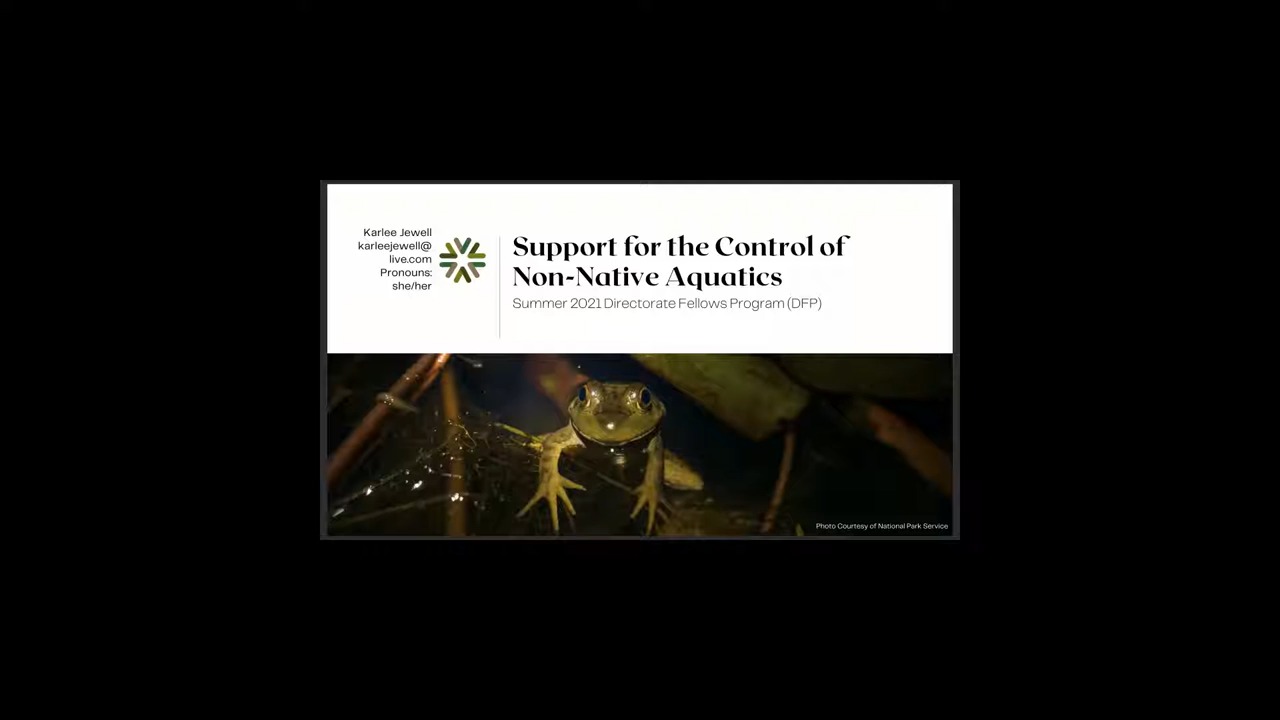 Karlee Jewell
karleejewell@
live.com
Pronouns:
she/her
Support for the Control of
Non-Native Aquatics
Summer 2021 Directorate Fellows Program (DFP)
Photo Courtesy of National Park Service